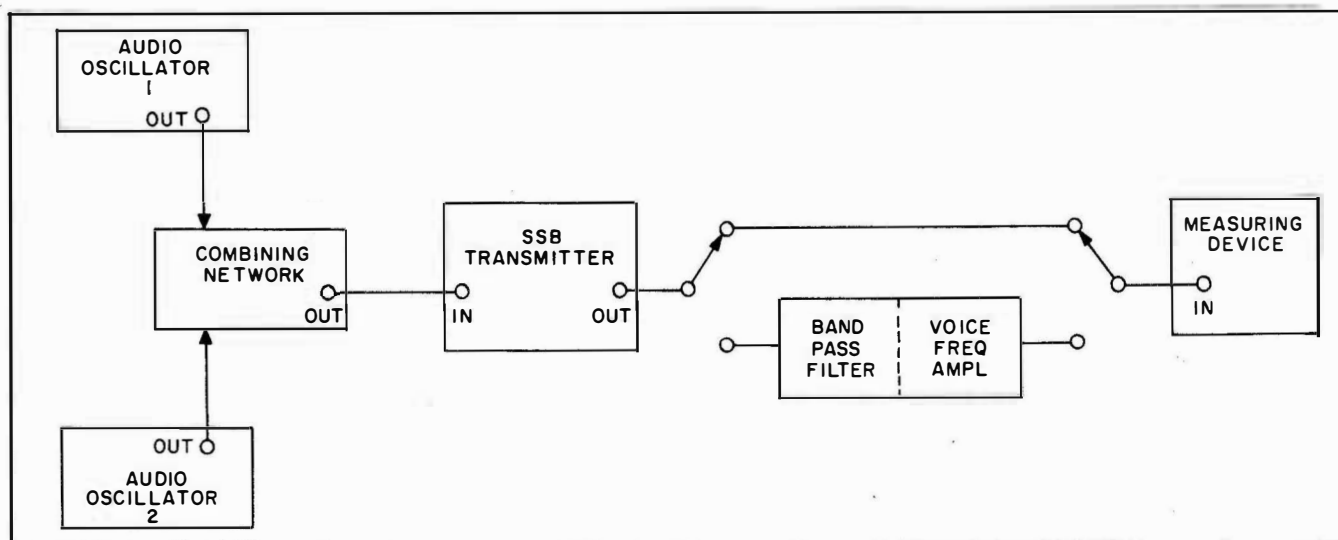 AUDIO
OSCILLATOR
1
OUT
COMBINING
NETWORK
OUT
SSB
TRANSMITTER
IN
OUT
BAND
PASS
FILTER
VOICE
FREQ
AMPL
MEASURING
DEVICE
IN
OUT
AUDIO
OSCILLATOR
2